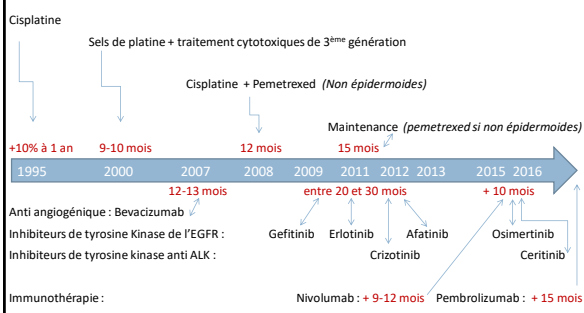 Cisplatine
Sels de platine + traitement cytotoxiques de 3ème génération
Cisplatine + Pemetrexed (Non épidermoides)
Maintenance (pemetrexed si non épidermoides)
+10% à 1 an 9-10 mois 12 mois 15 mois
1995 2000 2007 2008 2009 2011 2012 2013 2015 2016
12-13 mois entre 20 et 30 mois + 10 mois
Anti angiogénique : Bevacizumab
Inhibiteurs de tyrosine Kinase de l'EGFR : Gefitinib Erlotinib Afatinib Osimertinib
Inhibiteurs de tyrosine kinase anti ALK : Crizotinib Ceritinib
Immunothérapie : Nivolumab : + 9-12 mois Pembrolizumab : + 15 mois